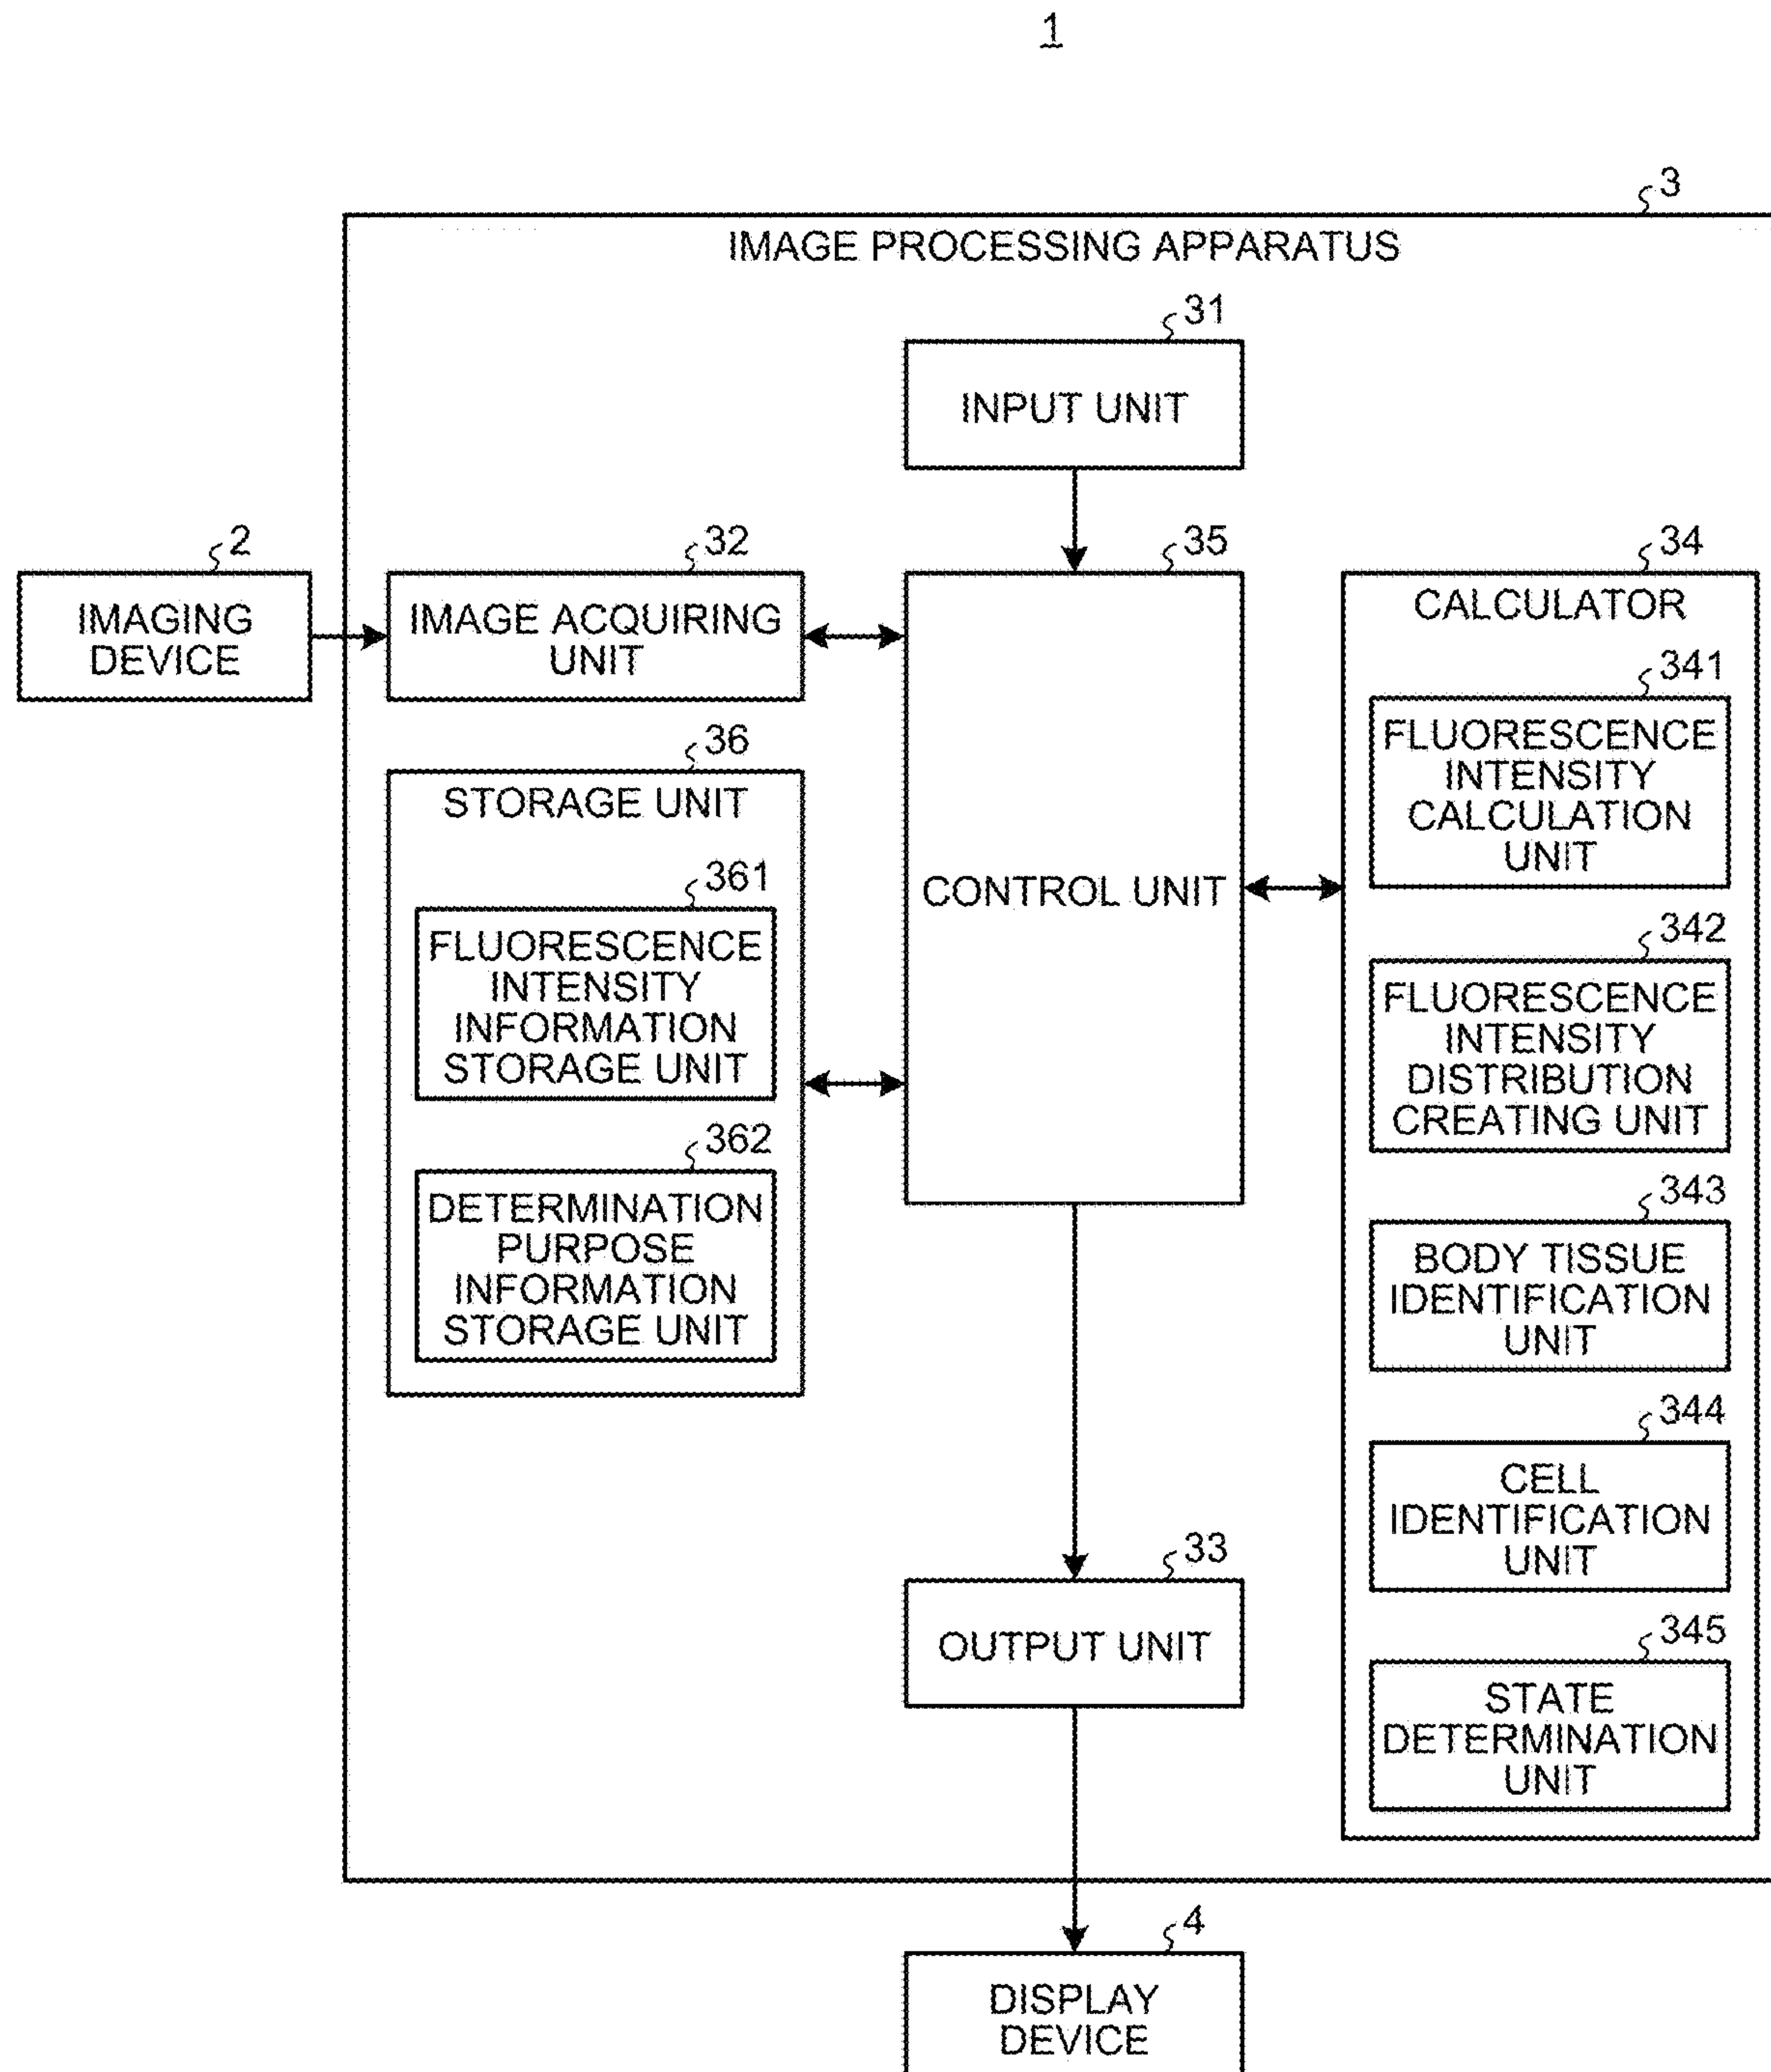 1
3
IMAGE PROCESSING APPARATUS
31
INPUT UNIT
2
IMAGING
DEVICE
32
IMAGE ACQUIRING
UNIT
36
STORAGE UNIT
361
FLUORESCENCE
INTENSITY
INFORMATION
STORAGE UNIT
362
DETERMINATION
PURPOSE
INFORMATION
STORAGE UNIT
35
CONTROL UNIT
34
CALCULATOR
341
FLUORESCENCE
INTENSITY
CALCULATION
UNIT
342
FLUORESCENCE
INTENSITY
DISTRIBUTION
CREATING UNIT
343
BODY TISSUE
IDENTIFICATION
UNIT
344
CELL
IDENTIFICATION
UNIT
345
STATE
DETERMINATION
UNIT
33
OUTPUT UNIT
4
DISPLAY
DEVICE